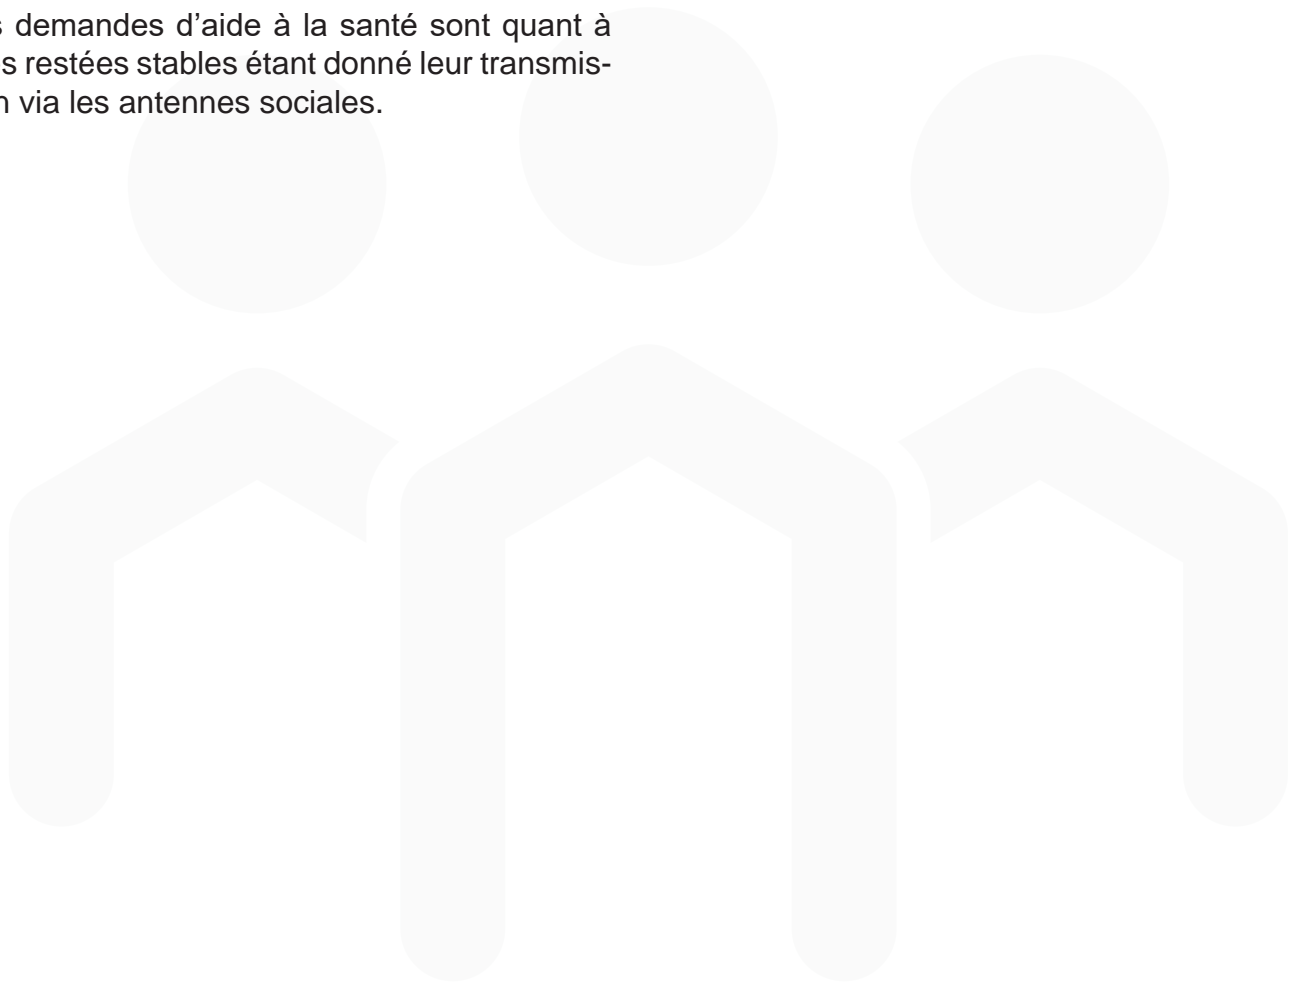 s demandes d’aide à la santé sont quant à
s restées stables étant donné leur transmis-
n via les antennes sociales.